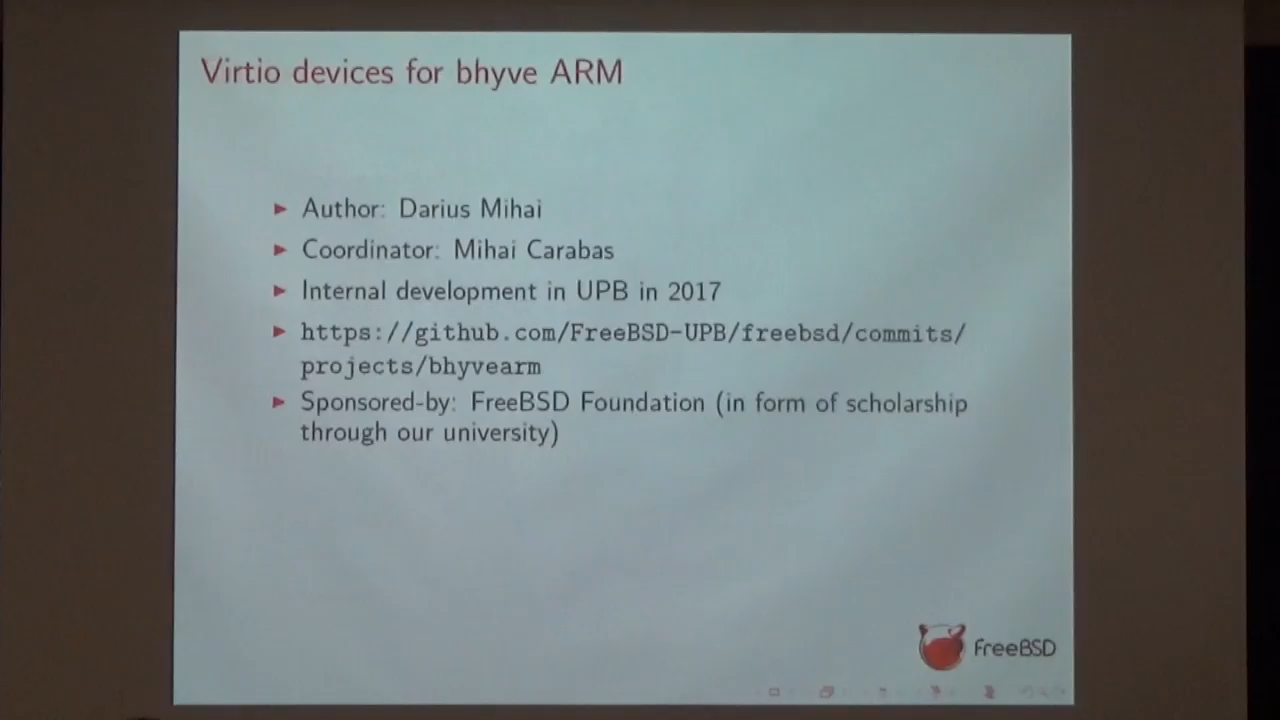 Virtio devices for bhyve ARM
► Author: Darius Mihai
► Coordinator: Mihai Carabas
► Internal development in UPB in 2017
► https://github.com/FreeBSD-UPB/freebsd/commits/
projects/bhyvearm
► Sponsored-by: FreeBSD Foundation (in form of scholarship
through our university)
FreeBSD